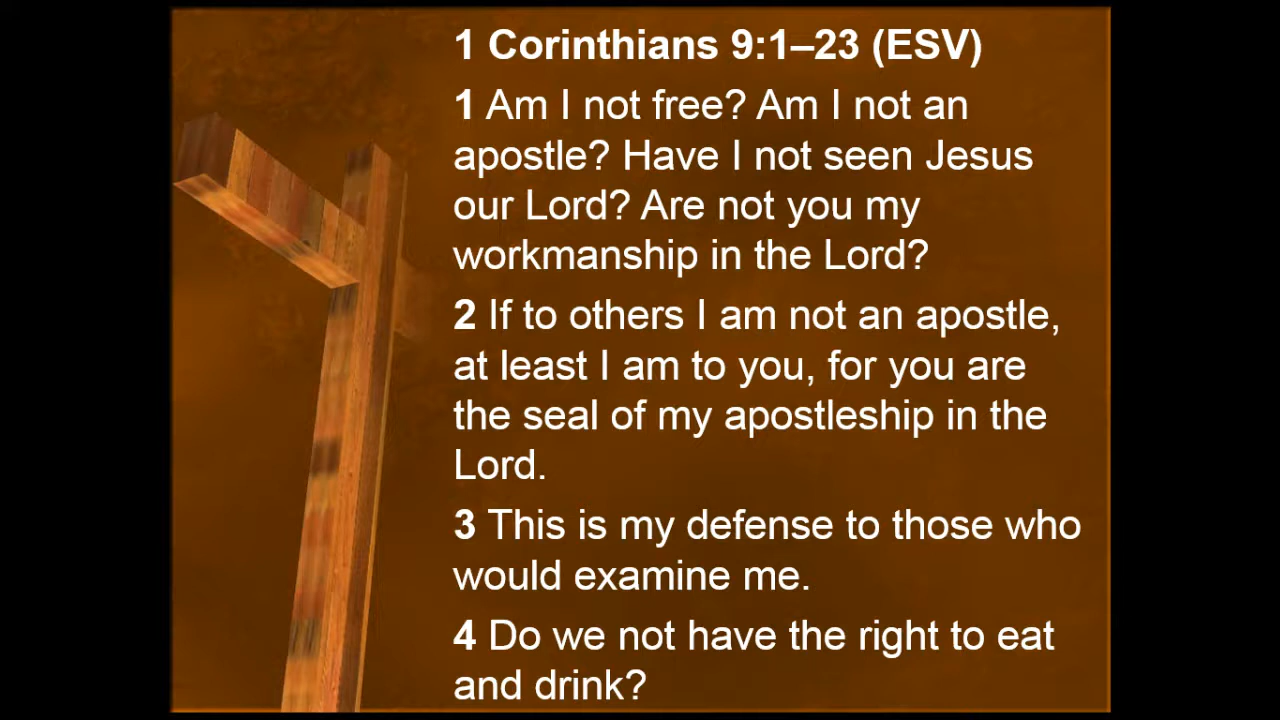 1 Corinthians 9:1–23 (ESV)
1 Am I not free? Am I not an
apostle? Have I not seen Jesus
our Lord? Are not you my
workmanship in the Lord?
2 If to others I am not an apostle,
at least I am to you, for you are
the seal of my apostleship in the
Lord.
3 This is my defense to those who
would examine me.
4 Do we not have the right to eat
and drink?